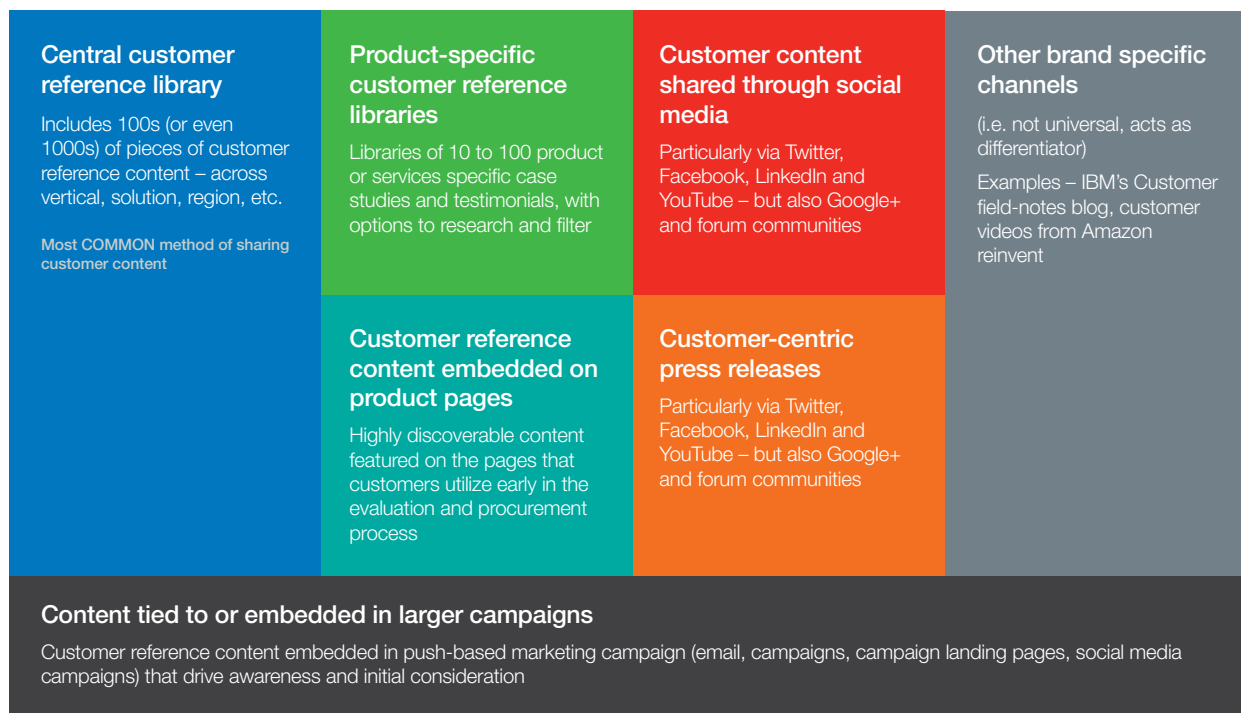 Central customer
reference library
Includes 100s (or even
1000s) of pieces of customer
reference content – across
vertical, solution, region, etc.
Most COMMON method of sharing
customer content
Product-specific
customer reference
libraries
Libraries of 10 to 100 product
or services specific case
studies and testimonials, with
options to research and filter
Customer content
shared through social
media
Particularly via Twitter,
Facebook, LinkedIn and
YouTube – but also Google+
and forum communities
Other brand specific
channels
(i.e. not universal, acts as
differentiator)
Examples – IBM's Customer
field-notes blog, customer
videos from Amazon
reinvent
Customer reference
content embedded on
product pages
Highly discoverable content
featured on the pages that
customers utilize early in the
evaluation and procurement
process
Customer-centric
press releases
Particularly via Twitter,
Facebook, LinkedIn and
YouTube – but also Google+
and forum communities
Content tied to or embedded in larger campaigns
Customer reference content embedded in push-based marketing campaign (email, campaigns, campaign landing pages, social media
campaigns) that drive awareness and initial consideration